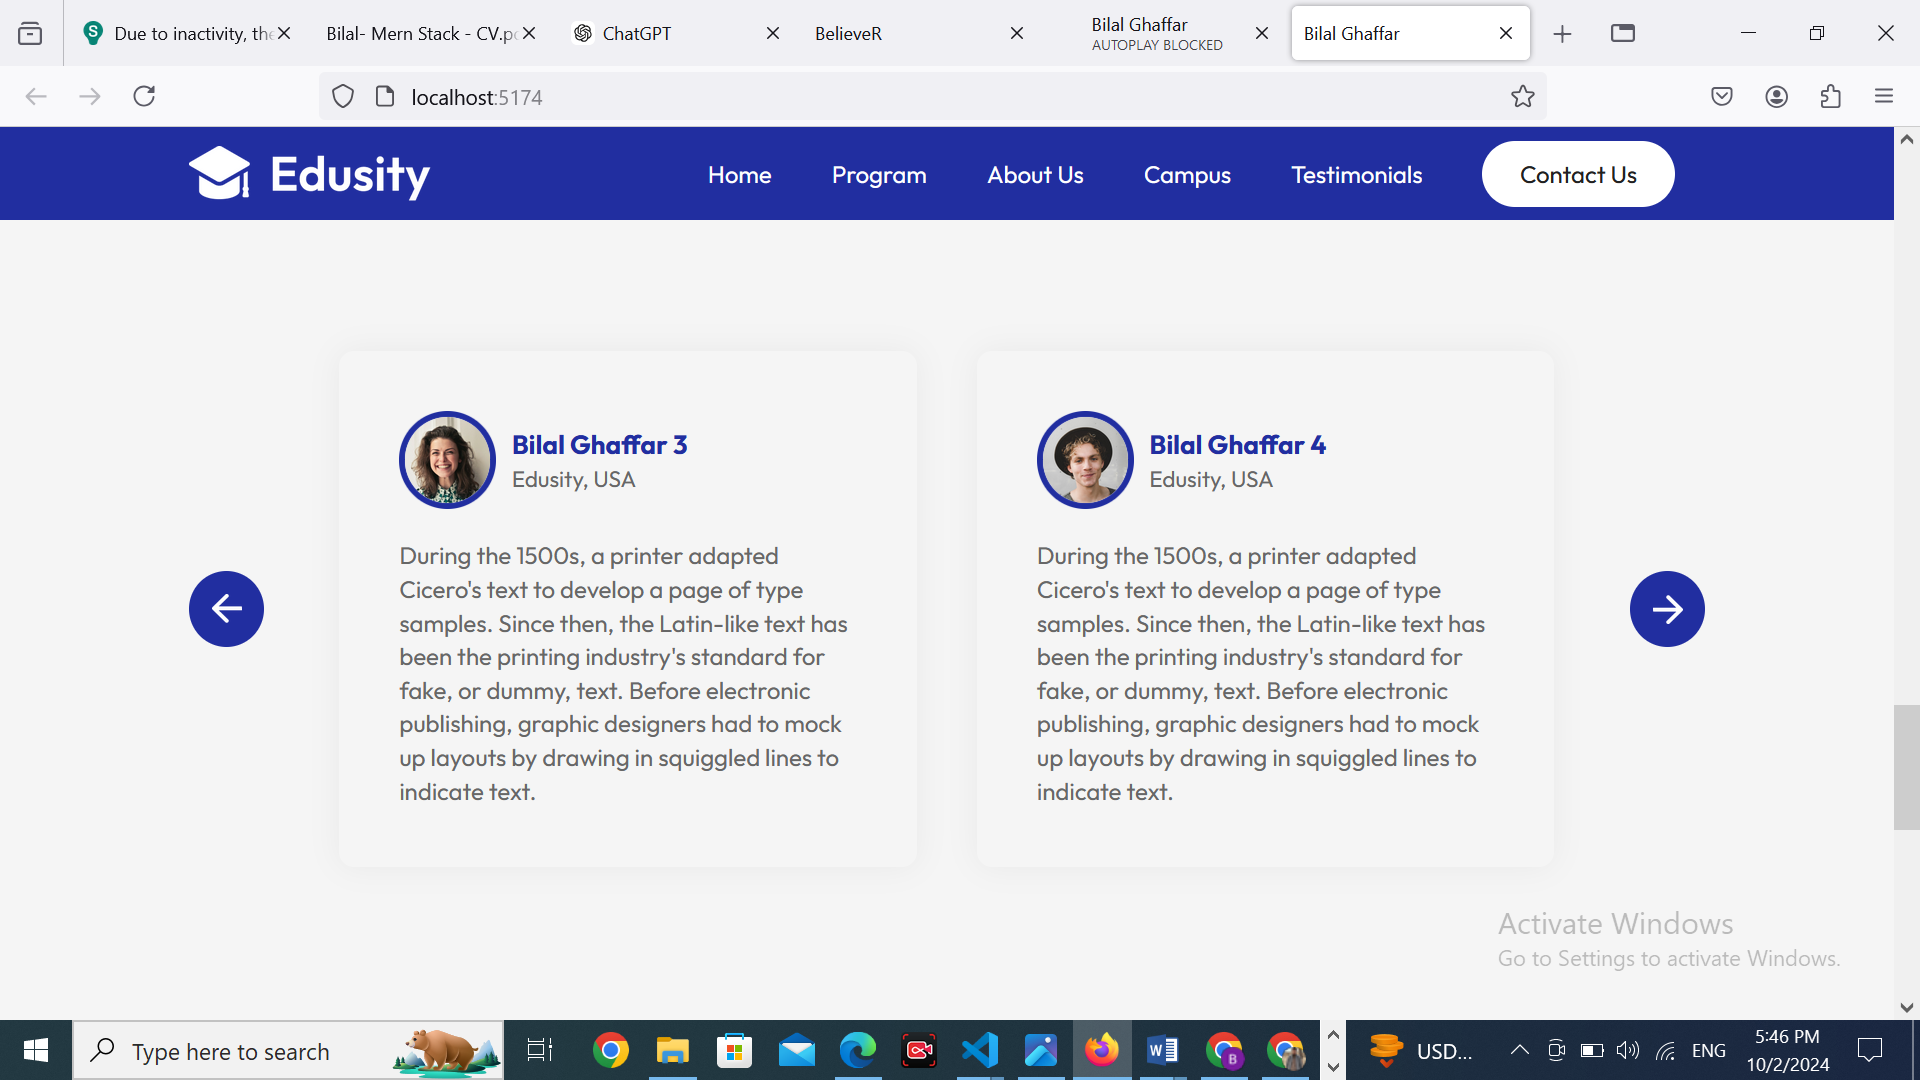 Due to inactivity, the
Bilal- Mern Stack - CV.pc
ChatGPT
BelieveR
Bilal Ghaffar
AUTOPLAY BLOCKED
Bilal Ghaffar
localhost:5174
Edusity
Home
Program
About Us
Campus
Testimonials
Contact Us
Bilal Ghaffar 3
Edusity, USA
During the 1500s, a printer adapted
Cicero's text to develop a page of type
samples. Since then, the Latin-like text has
been the printing industry's standard for
fake, or dummy, text. Before electronic
publishing, graphic designers had to mock
up layouts by drawing in squiggled lines to
indicate text.
Bilal Ghaffar 4
Edusity, USA
During the 1500s, a printer adapted
Cicero's text to develop a page of type
samples. Since then, the Latin-like text has
been the printing industry's standard for
fake, or dummy, text. Before electronic
publishing, graphic designers had to mock
up layouts by drawing in squiggled lines to
indicate text.
Activate Windows
Go to Settings to activate Windows.
Type here to search
USD...
ENG
5:46 PM
10/2/2024